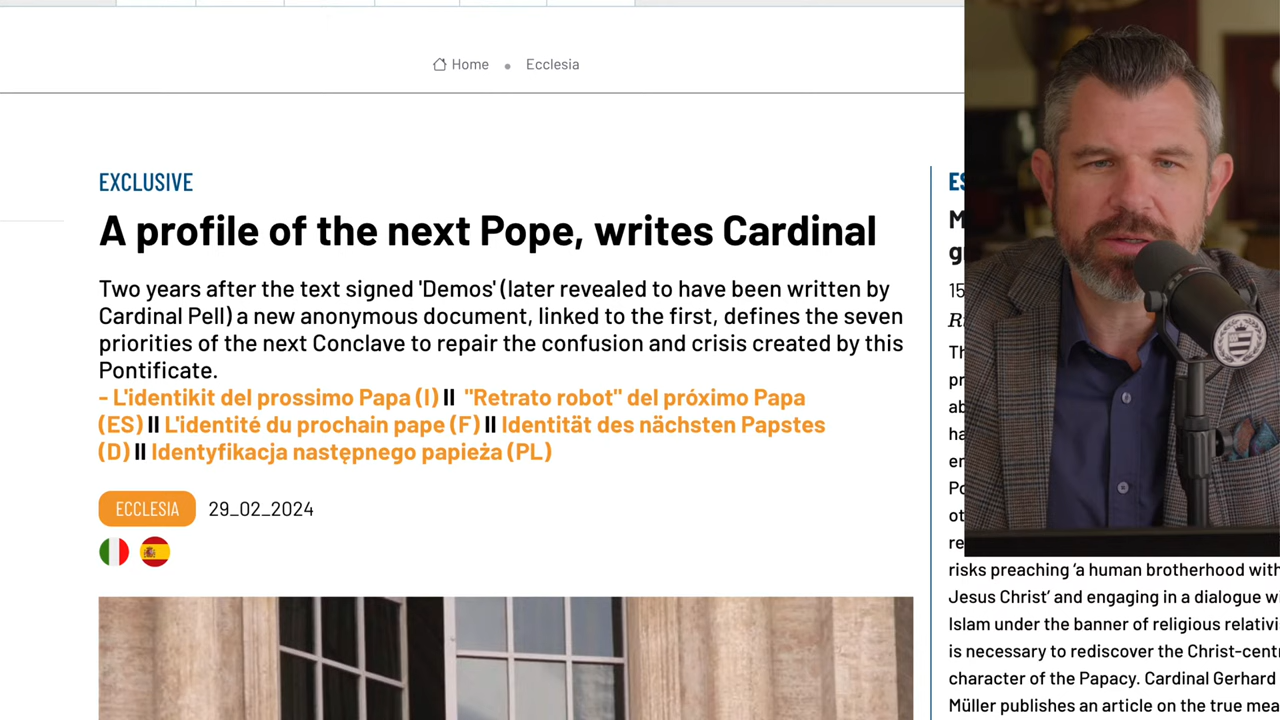 Home
Ecclesia
EXCLUSIVE
A profile of the next Pope, writes Cardinal
Two years after the text signed 'Demos' (later revealed to have been written by
Cardinal Pell) a new anonymous document, linked to the first, defines the seven
priorities of the next Conclave to repair the confusion and crisis created by this
Pontificate.
- L'identikit del prossimo Papa (I) II "Retrato robot" del próximo Papa
(ES) II L'identité du prochain pape (F) II Identität des nächsten Papstes
(D) II Identyfikacja następnego papieża (PL)
ECCLESIA 29_02_2024
risks preaching 'a human brotherhood with
Jesus Christ' and engaging in a dialogue
Islam under the banner of religious
is necessary to rediscover the
character of the Papacy. Cardinal Gerhard
Müller publishes an article on the true